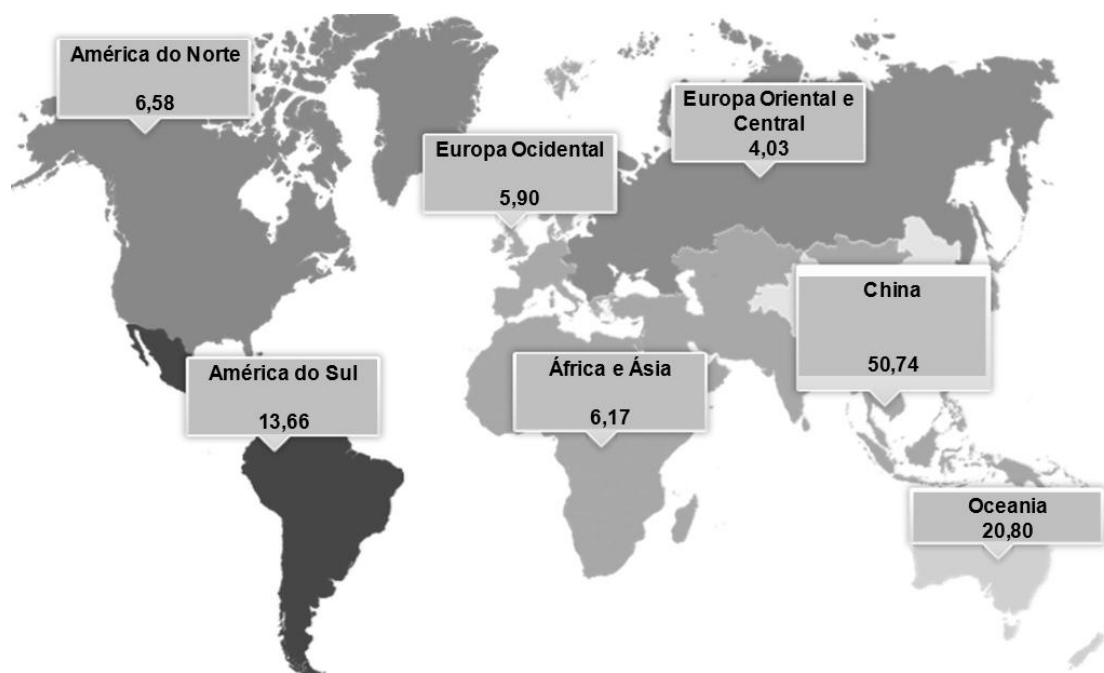 América do Norte
6,58
Europa Oriental e
Central
4,03
Europa Ocidental
5,90
China
50,74
América do Sul
13,66
África e Ásia
6,17
Oceania
20,80